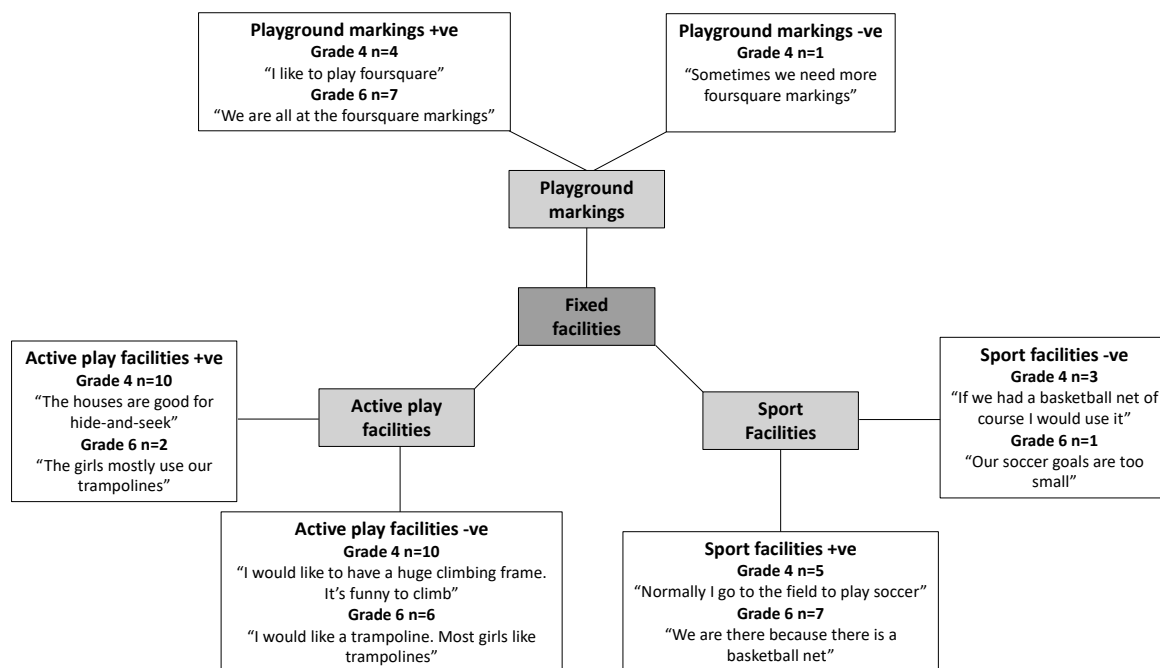 Playground markings +ve
Grade 4 n=4
“I like to play foursquare”
Grade 6 n=7
“We are all at the foursquare markings”
Playground markings -ve
Grade 4 n=1
“Sometimes we need more
foursquare markings”
Playground
markings
Fixed
facilities
Active play facilities +ve
Grade 4 n=10
“The houses are good for
hide-and-seek”
Grade 6 n=2
“The girls mostly use our
trampolines”
Active play
facilities
Sport
Facilities
Sport facilities -ve
Grade 4 n=3
“If we had a basketball net of
course I would use it”
Grade 6 n=1
“Our soccer goals are too
small”
Active play facilities -ve
Grade 4 n=10
“I would like to have a huge climbing frame.
It’s funny to climb”
Grade 6 n=6
“I would like a trampoline. Most girls like
trampolines”
Sport facilities +ve
Grade 4 n=5
“Normally I go to the field to play soccer”
Grade 6 n=7
“We are there because there is a
basketball net”